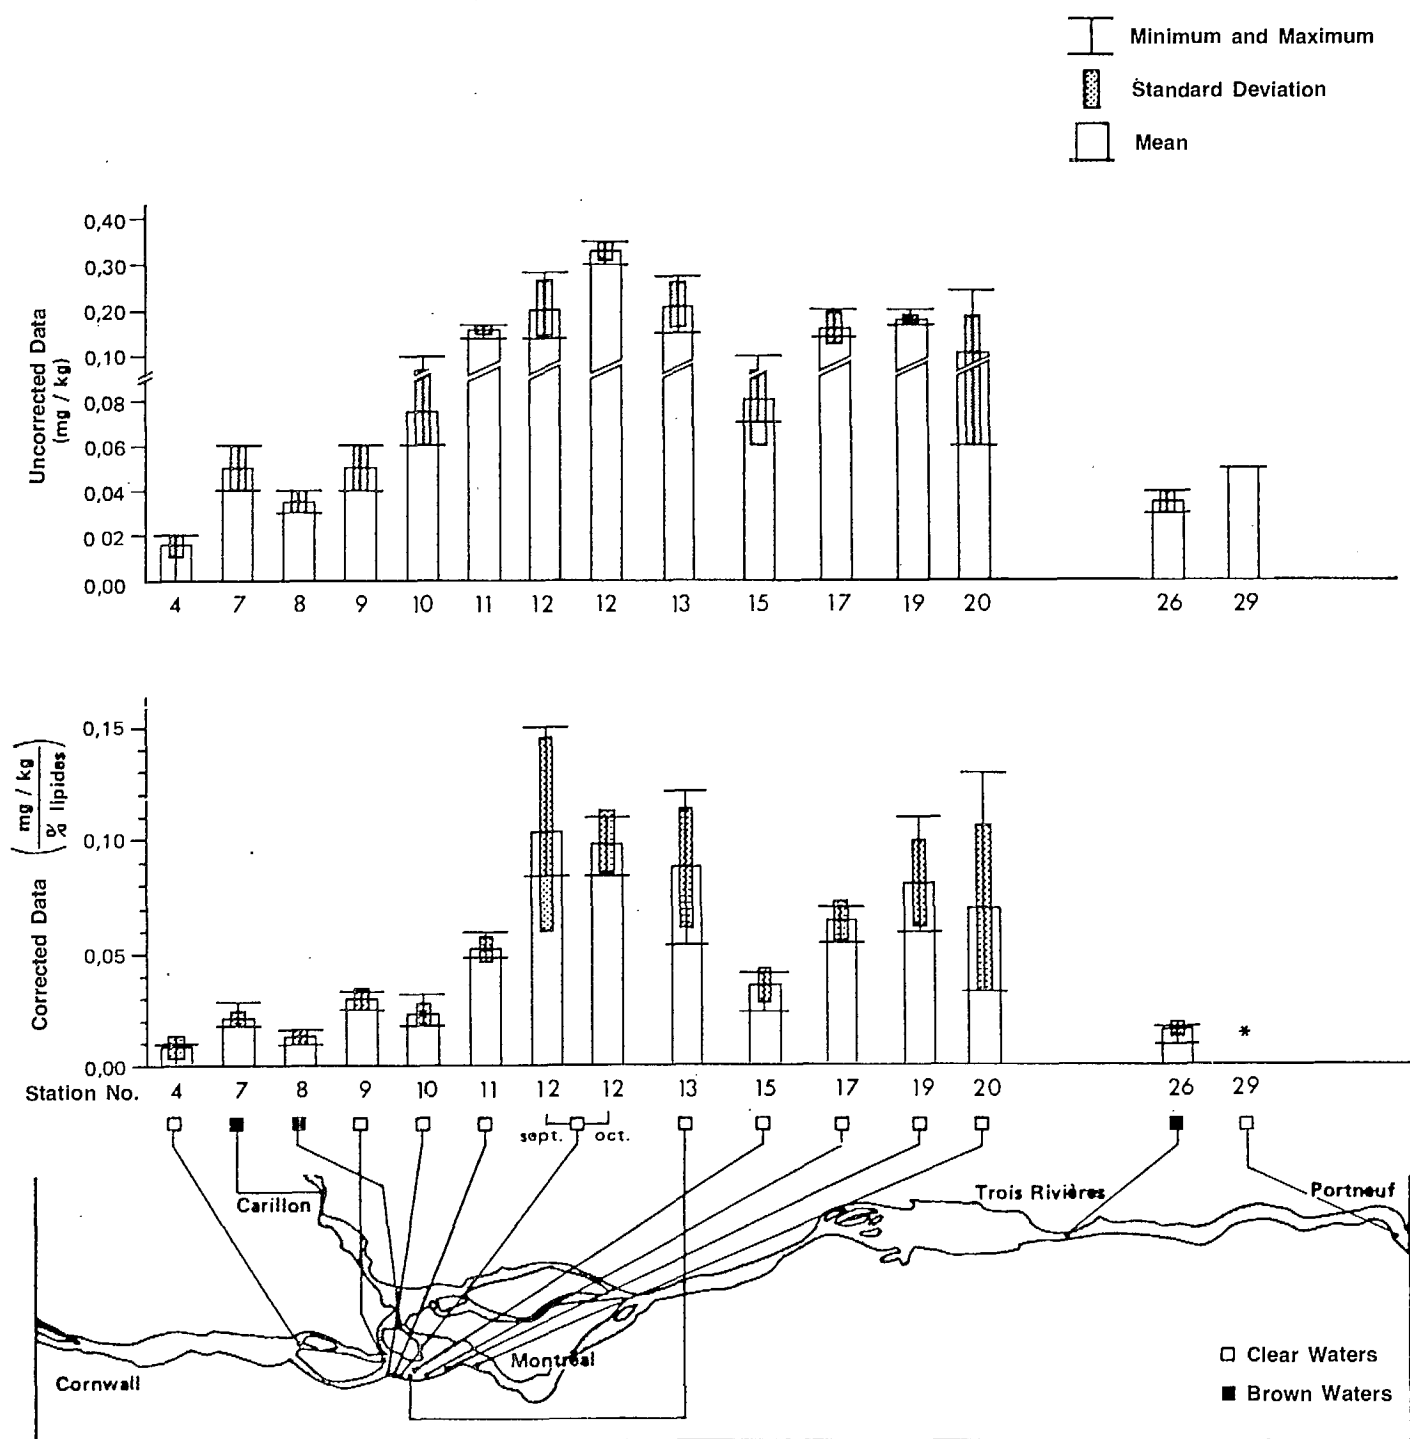 Minimum and Maximum
Standard Deviation
Mean
Uncorrected Data
(mg / kg)
0,40
0,30
0,20
0,10
0,08
0,06
0,04
0 02
0,00
4 7 8 9 10 11 12 12 13 15 17 19 20 26 29
Corrected Data
(mg / kg
% lipides)
0,15
0,10
0,05
0,00
*
Station No. 4 7 8 9 10 11 12 12 13 15 17 19 20 26 29
sept. oct.
Carillon
Trois Rivières
Portneuf
Montréal
Cornwall
Clear Waters
Brown Waters